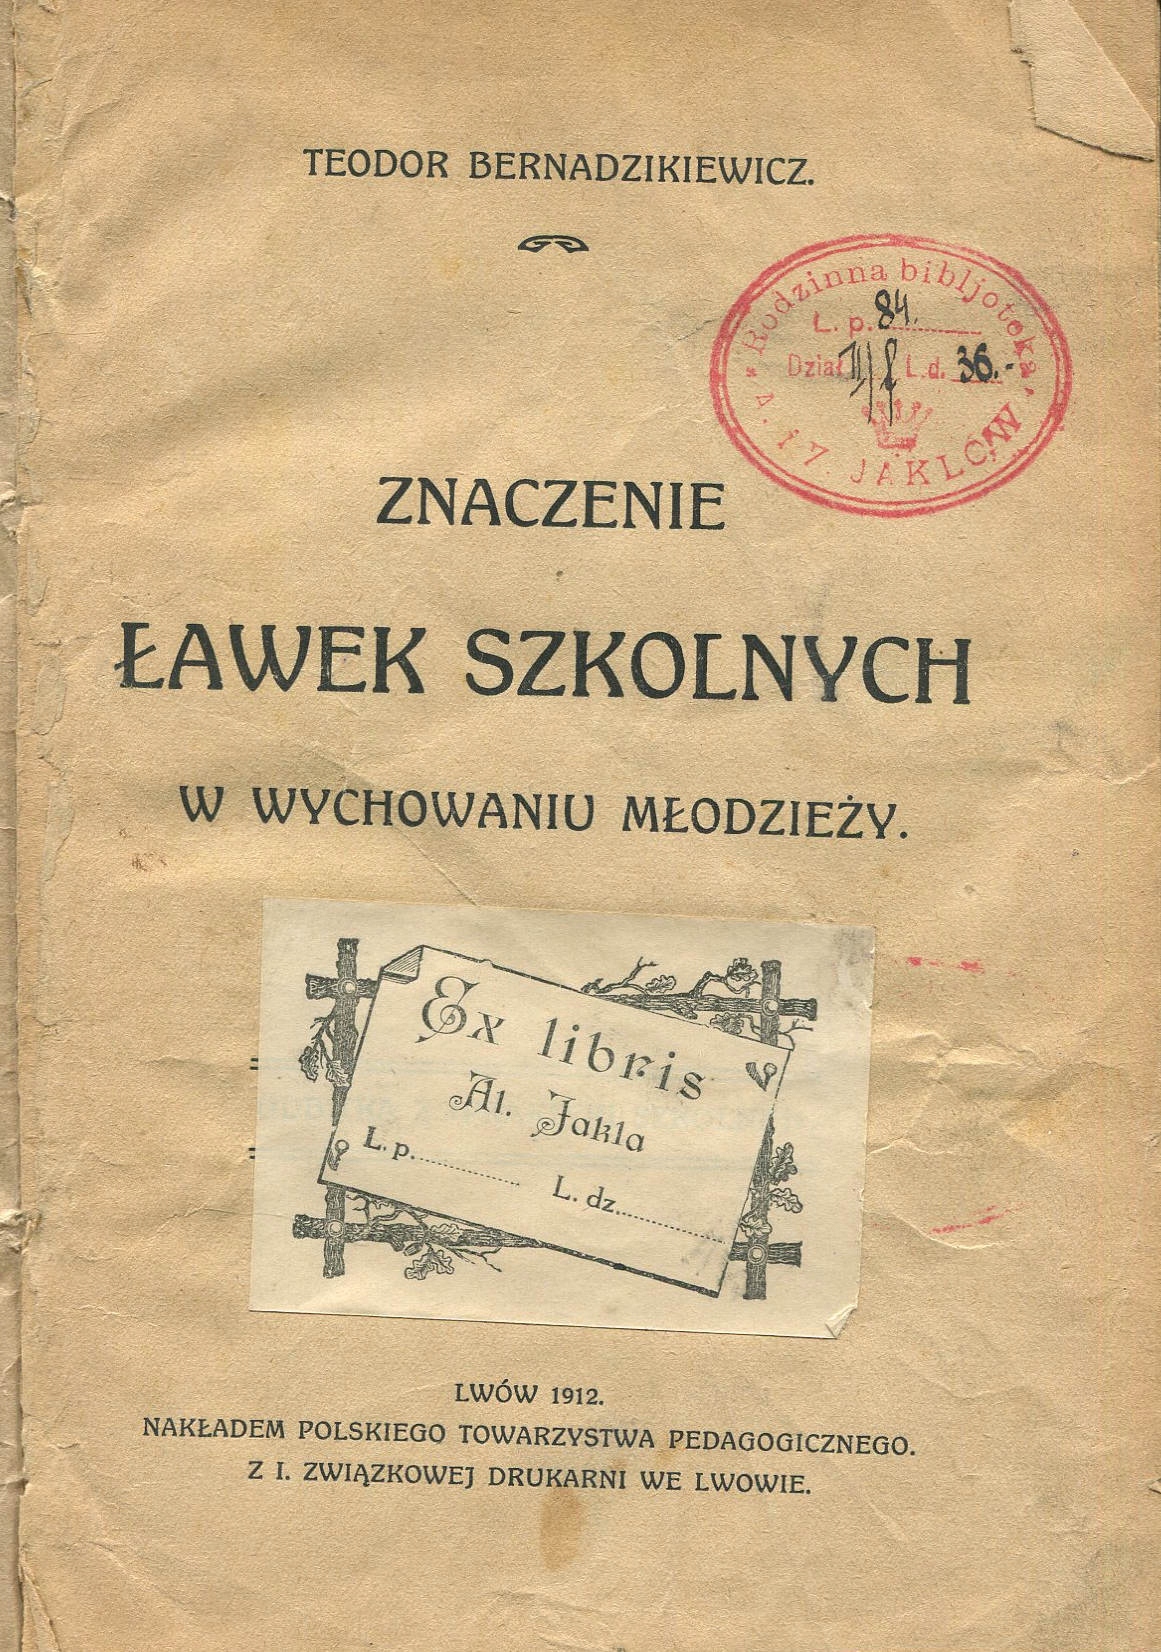 TEODOR BERNADZIKIEWICZ.
* Rodzinna bibljoteka *
L. p. 84.
Dział L. d. 36.-
JAKLÓW
ZNACZENIE
ŁAWEK SZKOLNYCH
W WYCHOWANIU MŁODZIEŻY.
Ex libris
Al. Jakla
L. p. L. dz.
LWÓW 1912.
NAKŁADEM POLSKIEGO TOWARZYSTWA PEDAGOGICZNEGO.
Z I. ZWIĄZKOWEJ DRUKARNI WE LWOWIE.